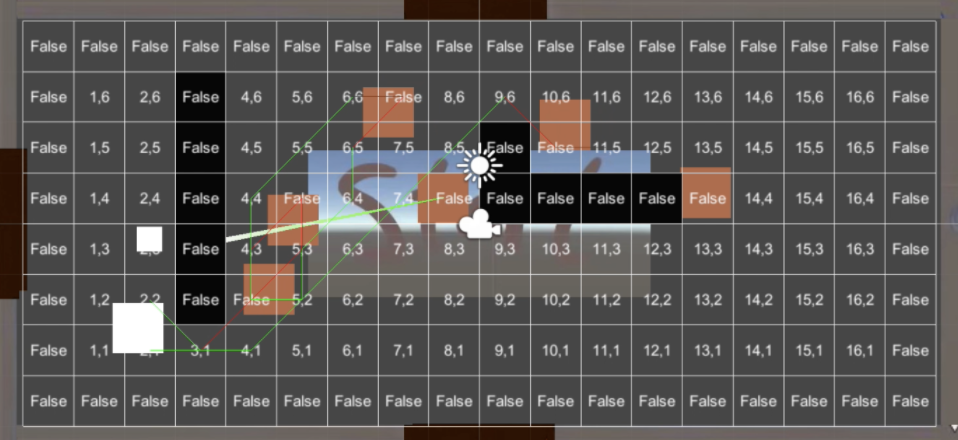 False False False False False False False False False False False False False False False False False False
False 1,6 2,6 False 4,6 5,6 6,6 False 8,6 9,6 10,6 11,6 12,6 13,6 14,6 15,6 16,6 False
False 1,5 2,5 False 4,5 5,5 6,5 7,5 8,5 False False 11,5 12,5 13,5 14,5 15,5 16,5 False
False 1,4 2,4 False 4,4 False 6,4 7,4 False False False False False False 14,4 15,4 16,4 False
False 1,3 2,3 False 4,3 5,3 6,3 7,3 8,3 9,3 10,3 11,3 12,3 13,3 14,3 15,3 16,3 False
False 1,2 2,2 False False 5,2 6,2 7,2 8,2 9,2 10,2 11,2 12,2 13,2 14,2 15,2 16,2 False
False 1,1 2,1 3,1 4,1 5,1 6,1 7,1 8,1 9,1 10,1 11,1 12,1 13,1 14,1 15,1 16,1 False
False False False False False False False False False False False False False False False False False False